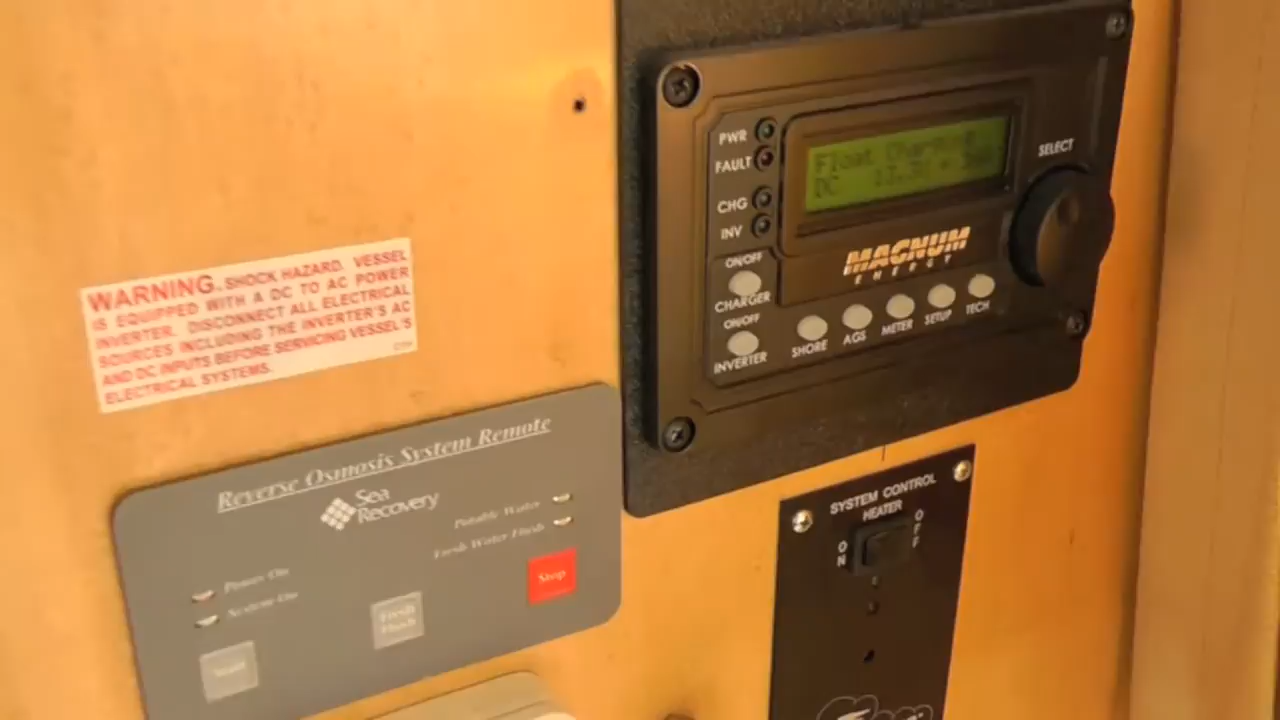 WARNING. SHOCK HAZARD. VESSEL
IS EQUIPPED WITH A DC TO AC POWER
INVERTER. DISCONNECT ALL ELECTRICAL
SOURCES INCLUDING THE INVERTER'S AC
AND DC INPUTS BEFORE SERVICING VESSEL'S
ELECTRICAL SYSTEMS.
PWR
FAULT
CHG
INV
Float
DC
SELECT
MAGNUM
ENERGY
ON/OFF
CHARGER
ON/OFF
INVERTER
SHORE
AGS
METER
SETUP
TECH
Reverse Osmosis System Remote
Sea
Recovery
Potable Water
Fresh Water Flush
Power On
System On
Start
Fresh
Flush
Stop
SYSTEM CONTROL
HEATER
ON
OFF